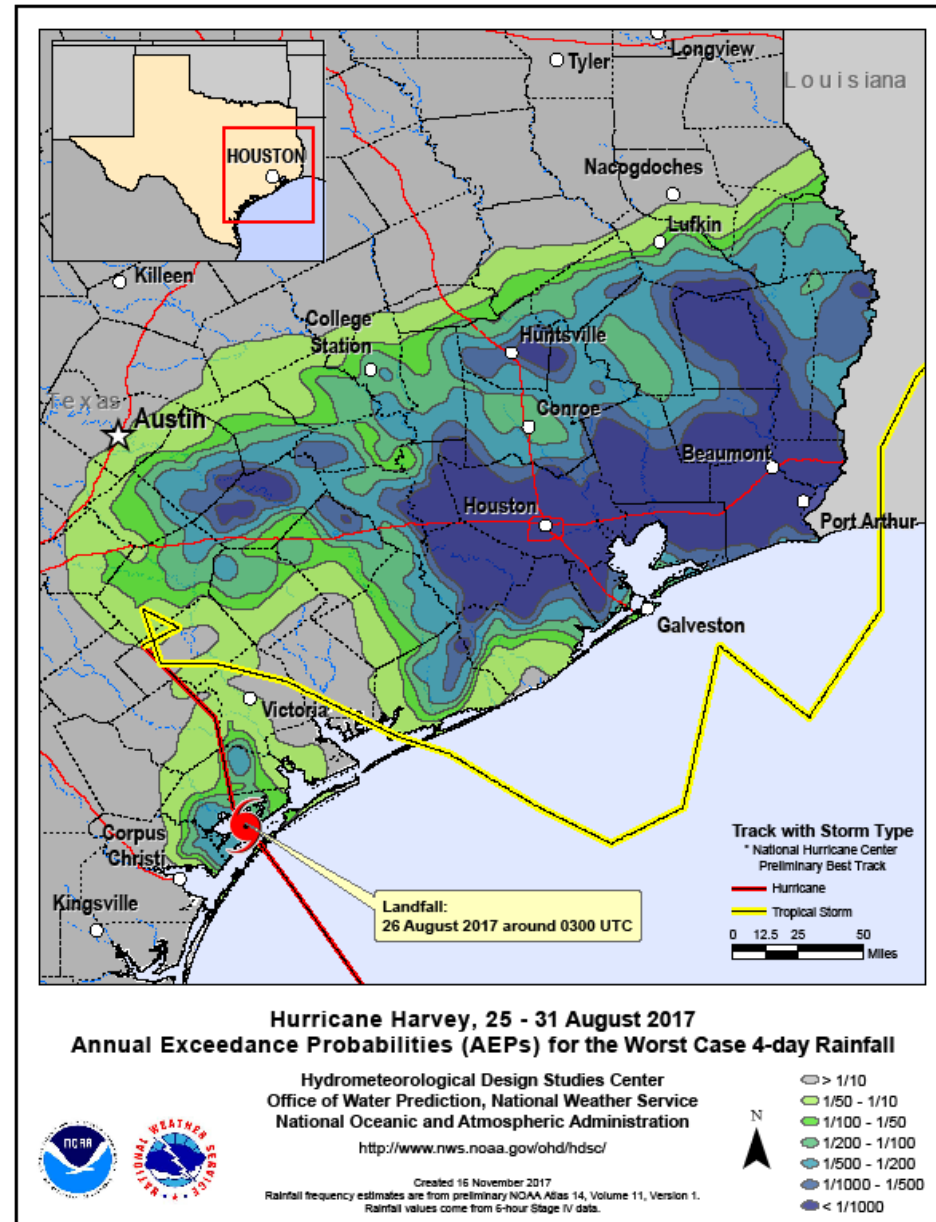 Longview
Tyler
Louisiana
HOUSTON
Nacogdoches
Lufkin
Killeen
College
Station
Huntsville
Texas
Conroe
Austin
Beaumont
Houston
Port Arthur
Galveston
Victoria
Corpus
Christi
Kingsville
Landfall:
26 August 2017 around 0300 UTC
Track with Storm Type
* National Hurricane Center
Preliminary Best Track
Hurricane
Tropical Storm
0 12.5 25 50
Miles
Hurricane Harvey, 25 - 31 August 2017
Annual Exceedance Probabilities (AEPs) for the Worst Case 4-day Rainfall
Hydrometeorological Design Studies Center
Office of Water Prediction, National Weather Service
National Oceanic and Atmospheric Administration
http://www.nws.noaa.gov/ohd/hdsc/
Created 16 November 2017
Rainfall frequency estimates are from preliminary NOAA Atlas 14, Volume 11, Version 1.
Rainfall values come from 6-hour Stage IV data.
NOAA
NATIONAL WEATHER SERVICE
N
> 1/10
1/50 - 1/10
1/100 - 1/50
1/200 - 1/100
1/500 - 1/200
1/1000 - 1/500
< 1/1000